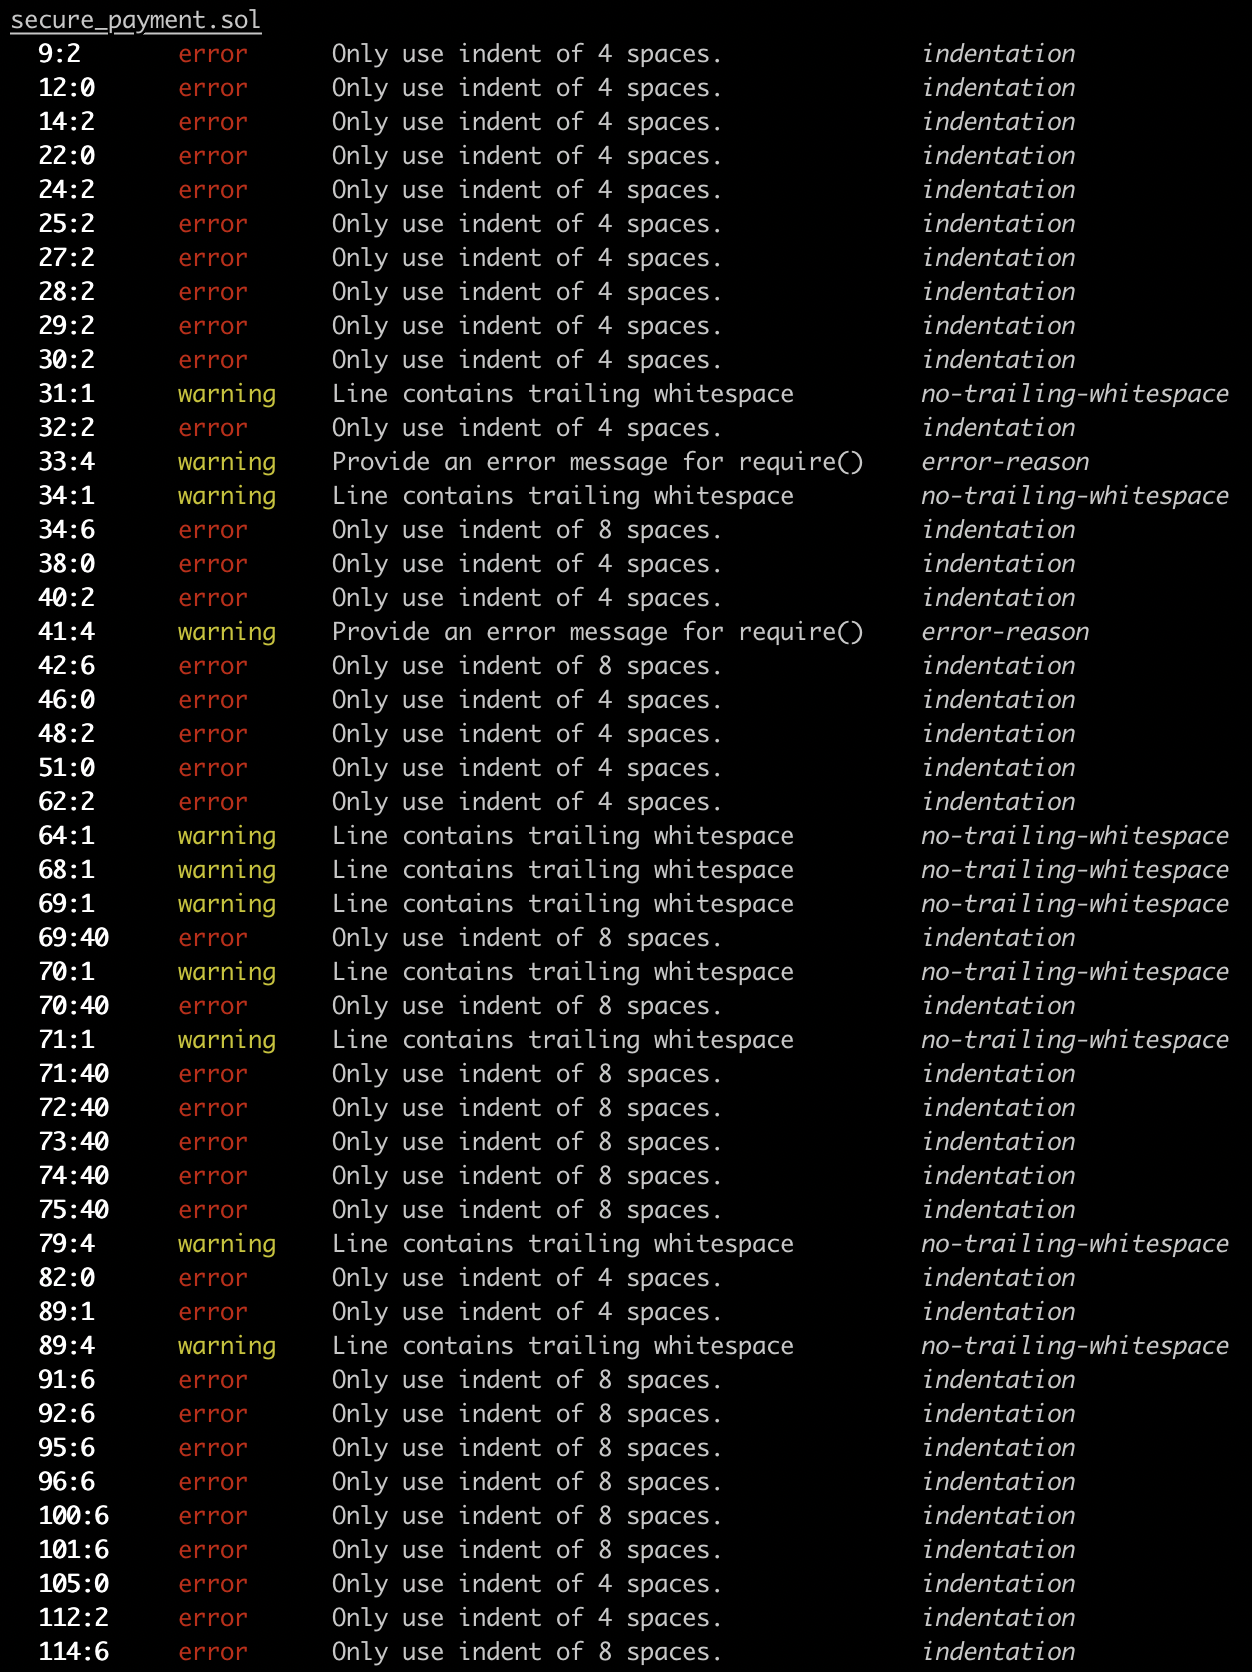 secure_payment.sol
9:2 error Only use indent of 4 spaces. indentation
12:0 error Only use indent of 4 spaces. indentation
14:2 error Only use indent of 4 spaces. indentation
22:0 error Only use indent of 4 spaces. indentation
24:2 error Only use indent of 4 spaces. indentation
25:2 error Only use indent of 4 spaces. indentation
27:2 error Only use indent of 4 spaces. indentation
28:2 error Only use indent of 4 spaces. indentation
29:2 error Only use indent of 4 spaces. indentation
30:2 error Only use indent of 4 spaces. indentation
31:1 warning Line contains trailing whitespace no-trailing-whitespace
32:2 error Only use indent of 4 spaces. indentation
33:4 warning Provide an error message for require() error-reason
34:1 warning Line contains trailing whitespace no-trailing-whitespace
34:6 error Only use indent of 8 spaces. indentation
38:0 error Only use indent of 4 spaces. indentation
40:2 error Only use indent of 4 spaces. indentation
41:4 warning Provide an error message for require() error-reason
42:6 error Only use indent of 8 spaces. indentation
46:0 error Only use indent of 4 spaces. indentation
48:2 error Only use indent of 4 spaces. indentation
51:0 error Only use indent of 4 spaces. indentation
62:2 error Only use indent of 4 spaces. indentation
64:1 warning Line contains trailing whitespace no-trailing-whitespace
68:1 warning Line contains trailing whitespace no-trailing-whitespace
69:1 warning Line contains trailing whitespace no-trailing-whitespace
69:40 error Only use indent of 8 spaces. indentation
70:1 warning Line contains trailing whitespace no-trailing-whitespace
70:40 error Only use indent of 8 spaces. indentation
71:1 warning Line contains trailing whitespace no-trailing-whitespace
71:40 error Only use indent of 8 spaces. indentation
72:40 error Only use indent of 8 spaces. indentation
73:40 error Only use indent of 8 spaces. indentation
74:40 error Only use indent of 8 spaces. indentation
75:40 error Only use indent of 8 spaces. indentation
79:4 warning Line contains trailing whitespace no-trailing-whitespace
82:0 error Only use indent of 4 spaces. indentation
89:1 error Only use indent of 4 spaces. indentation
89:4 warning Line contains trailing whitespace no-trailing-whitespace
91:6 error Only use indent of 8 spaces. indentation
92:6 error Only use indent of 8 spaces. indentation
95:6 error Only use indent of 8 spaces. indentation
96:6 error Only use indent of 8 spaces. indentation
100:6 error Only use indent of 8 spaces. indentation
101:6 error Only use indent of 8 spaces. indentation
105:0 error Only use indent of 4 spaces. indentation
112:2 error Only use indent of 4 spaces. indentation
114:6 error Only use indent of 8 spaces. indentation